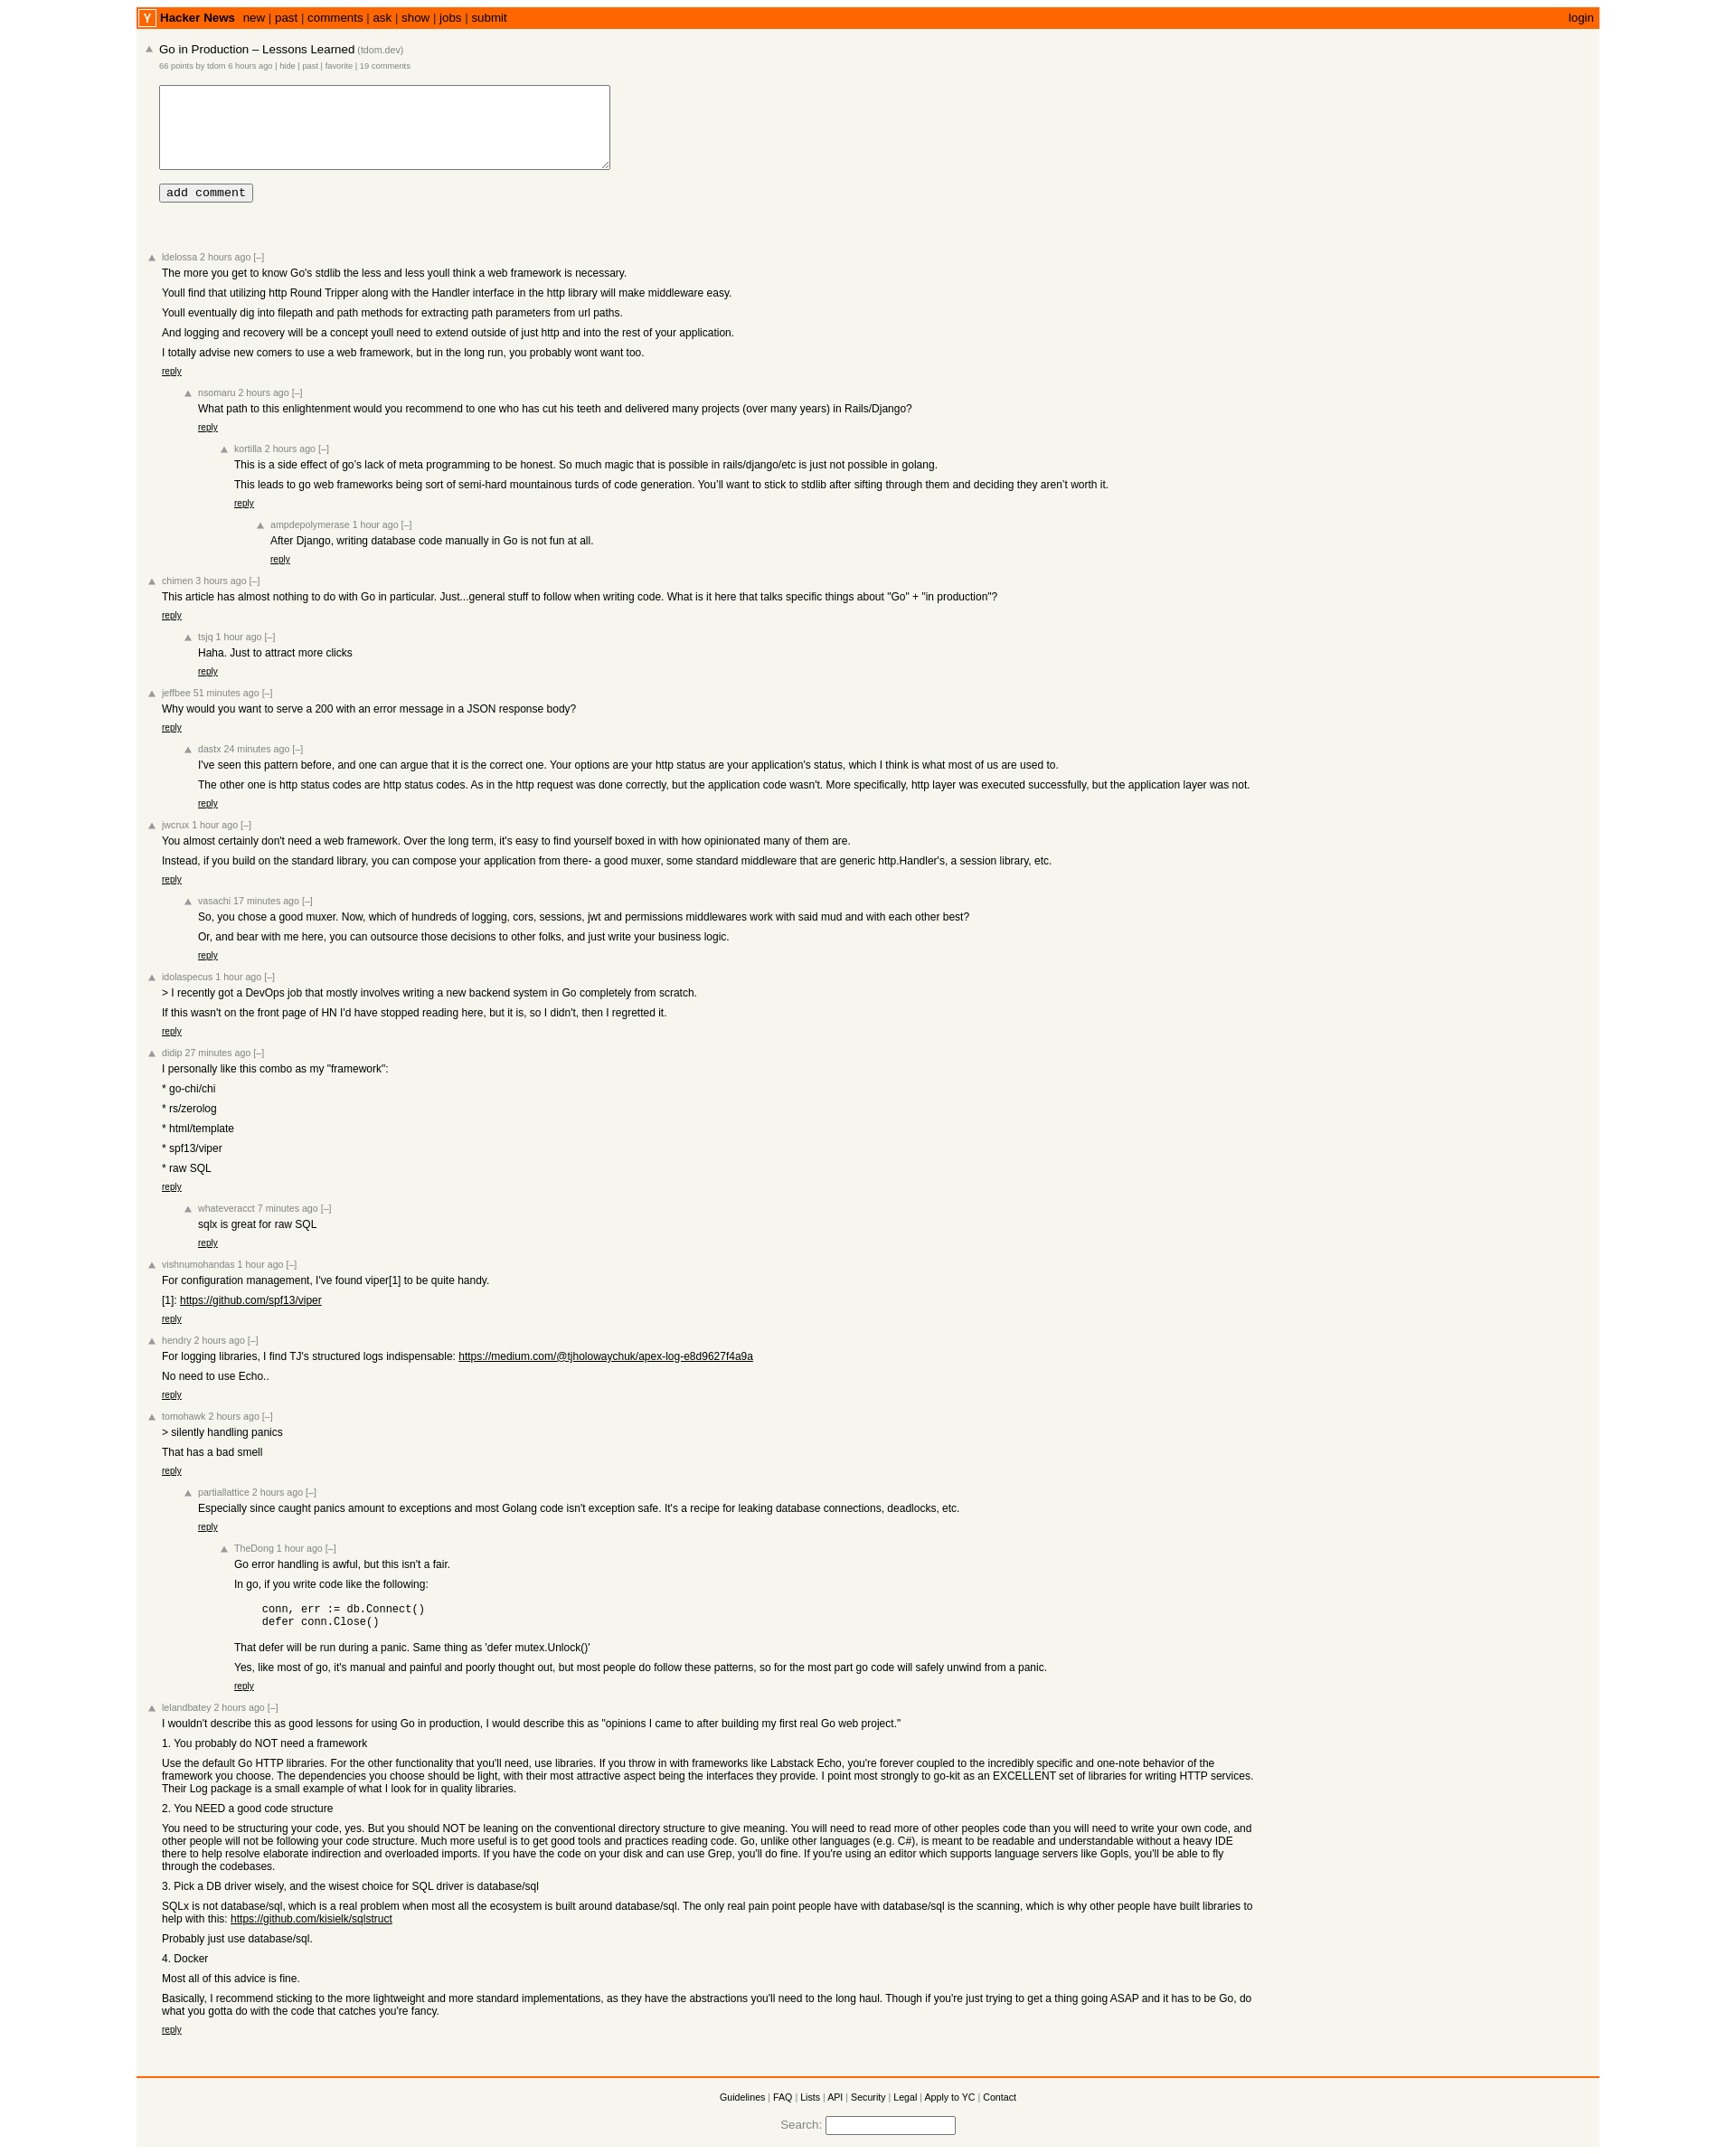 Y Hacker News new | past | comments | ask | show | jobs | submit login
Go in Production – Lessons Learned (tdom.dev)
66 points by tdom 6 hours ago | hide | past | favorite | 19 comments
add comment
ldelossa 2 hours ago [–]
The more you get to know Go's stdlib the less and less youll think a web framework is necessary.
Youll find that utilizing http Round Tripper along with the Handler interface in the http library will make middleware easy.
Youll eventually dig into filepath and path methods for extracting path parameters from url paths.
And logging and recovery will be a concept youll need to extend outside of just http and into the rest of your application.
I totally advise new comers to use a web framework, but in the long run, you probably wont want too.
reply
nsomaru 2 hours ago [–]
What path to this enlightenment would you recommend to one who has cut his teeth and delivered many projects (over many years) in Rails/Django?
reply
kortilla 2 hours ago [–]
This is a side effect of go’s lack of meta programming to be honest. So much magic that is possible in rails/django/etc is just not possible in golang.
This leads to go web frameworks being sort of semi-hard mountainous turds of code generation. You’ll want to stick to stdlib after sifting through them and deciding they aren’t worth it.
reply
ampdepolymerase 1 hour ago [–]
After Django, writing database code manually in Go is not fun at all.
reply
chimen 3 hours ago [–]
This article has almost nothing to do with Go in particular. Just...general stuff to follow when writing code. What is it here that talks specific things about "Go" + "in production"?
reply
tsjq 1 hour ago [–]
Haha. Just to attract more clicks
reply
jeffbee 51 minutes ago [–]
Why would you want to serve a 200 with an error message in a JSON response body?
reply
dastx 24 minutes ago [–]
I've seen this pattern before, and one can argue that it is the correct one. Your options are your http status are your application's status, which I think is what most of us are used to.
The other one is http status codes are http status codes. As in the http request was done correctly, but the application code wasn't. More specifically, http layer was executed successfully, but the application layer was not.
reply
jwcrux 1 hour ago [–]
You almost certainly don't need a web framework. Over the long term, it's easy to find yourself boxed in with how opinionated many of them are.
Instead, if you build on the standard library, you can compose your application from there- a good muxer, some standard middleware that are generic http.Handler's, a session library, etc.
reply
vasachi 17 minutes ago [–]
So, you chose a good muxer. Now, which of hundreds of logging, cors, sessions, jwt and permissions middlewares work with said mud and with each other best?
Or, and bear with me here, you can outsource those decisions to other folks, and just write your business logic.
reply
idolaspecus 1 hour ago [–]
> I recently got a DevOps job that mostly involves writing a new backend system in Go completely from scratch.
If this wasn't on the front page of HN I'd have stopped reading here, but it is, so I didn't, then I regretted it.
reply
didip 27 minutes ago [–]
I personally like this combo as my "framework":
* go-chi/chi
* rs/zerolog
* html/template
* spf13/viper
* raw SQL
reply
whateveracct 7 minutes ago [–]
sqlx is great for raw SQL
reply
vishnumohandas 1 hour ago [–]
For configuration management, I've found viper[1] to be quite handy.
[1]: https://github.com/spf13/viper
reply
hendry 2 hours ago [–]
For logging libraries, I find TJ's structured logs indispensable: https://medium.com/@tjholowaychuk/apex-log-e8d9627f4a9a
No need to use Echo..
reply
tomohawk 2 hours ago [–]
> silently handling panics
That has a bad smell
reply
partiallattice 2 hours ago [–]
Especially since caught panics amount to exceptions and most Golang code isn't exception safe. It's a recipe for leaking database connections, deadlocks, etc.
reply
TheDong 1 hour ago [–]
Go error handling is awful, but this isn't a fair.
In go, if you write code like the following:
conn, err := db.Connect()
defer conn.Close()
That defer will be run during a panic. Same thing as 'defer mutex.Unlock()'
Yes, like most of go, it's manual and painful and poorly thought out, but most people do follow these patterns, so for the most part go code will safely unwind from a panic.
reply
lelandbatey 2 hours ago [–]
I wouldn't describe this as good lessons for using Go in production, I would describe this as "opinions I came to after building my first real Go web project."
1. You probably do NOT need a framework
Use the default Go HTTP libraries. For the other functionality that you'll need, use libraries. If you throw in with frameworks like Labstack Echo, you're forever coupled to the incredibly specific and one-note behavior of the
framework you choose. The dependencies you choose should be light, with their most attractive aspect being the interfaces they provide. I point most strongly to go-kit as an EXCELLENT set of libraries for writing HTTP services.
Their Log package is a small example of what I look for in quality libraries.
2. You NEED a good code structure
You need to be structuring your code, yes. But you should NOT be leaning on the conventional directory structure to give meaning. You will need to read more of other peoples code than you will need to write your own code, and
other people will not be following your code structure. Much more useful is to get good tools and practices reading code. Go, unlike other languages (e.g. C#), is meant to be readable and understandable without a heavy IDE
there to help resolve elaborate indirection and overloaded imports. If you have the code on your disk and can use Grep, you'll do fine. If you're using an editor which supports language servers like Gopls, you'll be able to fly
through the codebases.
3. Pick a DB driver wisely, and the wisest choice for SQL driver is database/sql
SQLx is not database/sql, which is a real problem when most all the ecosystem is built around database/sql. The only real pain point people have with database/sql is the scanning, which is why other people have built libraries to
help with this: https://github.com/kisielk/sqlstruct
Probably just use database/sql.
4. Docker
Most all of this advice is fine.
Basically, I recommend sticking to the more lightweight and more standard implementations, as they have the abstractions you'll need to the long haul. Though if you're just trying to get a thing going ASAP and it has to be Go, do
what you gotta do with the code that catches you're fancy.
reply
Guidelines | FAQ | Lists | API | Security | Legal | Apply to YC | Contact
Search: